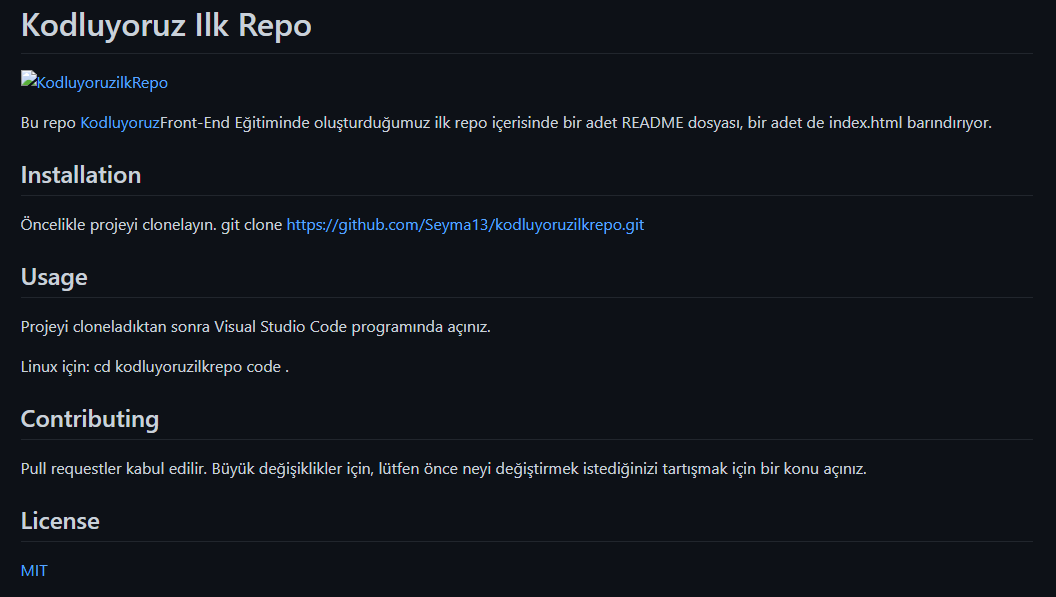 Kodluyoruz Ilk Repo
KodluyoruzilkRepo
Bu repo KodluyoruzFront-End Eğitiminde oluşturduğumuz ilk repo içerisinde bir adet README dosyası, bir adet de index.html barındırıyor.
Installation
Öncelikle projeyi clonelayın. git clone https://github.com/Seyma13/kodluyoruzilkrepo.git
Usage
Projeyi cloneladıktan sonra Visual Studio Code programında açınız.
Linux için: cd kodluyoruzilkrepo code .
Contributing
Pull requestler kabul edilir. Büyük değişiklikler için, lütfen önce neyi değiştirmek istediğinizi tartışmak için bir konu açınız.
License
MIT